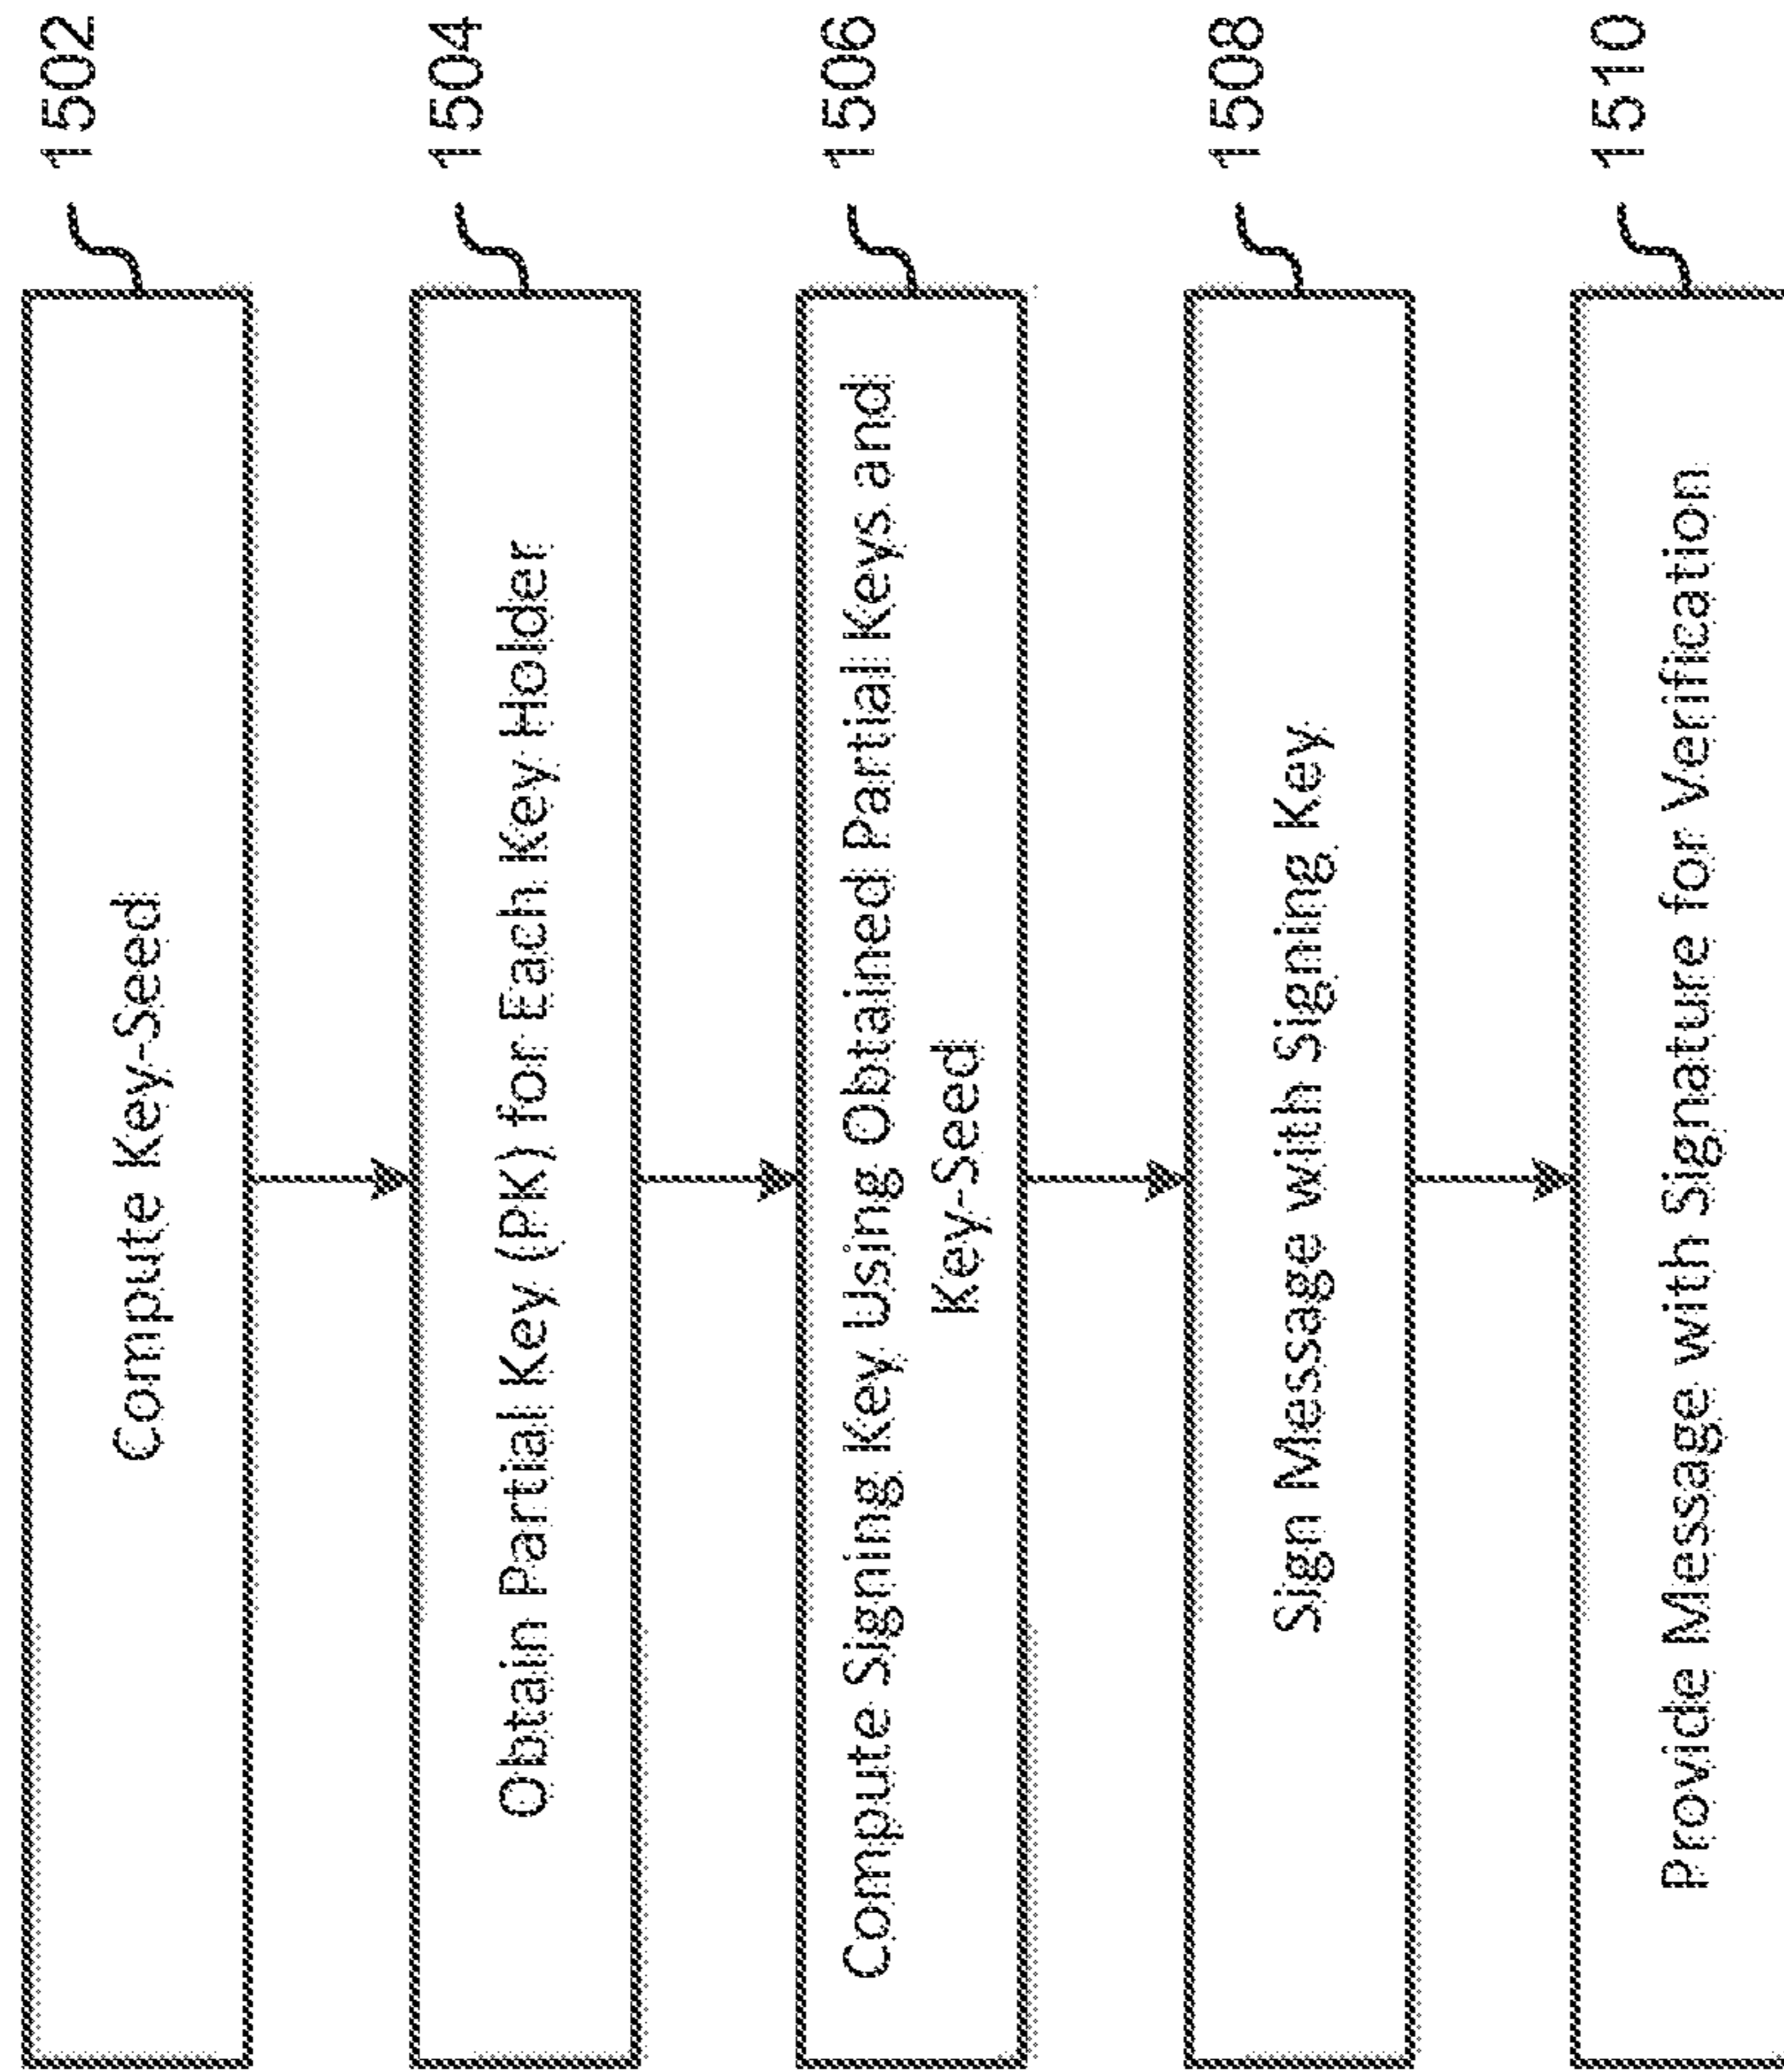 Compute Key-Seed
1502
Obtain Partial Key (PK) for Each Key Holder
1504
Compute Signing Key Using Obtained Partial Keys and
Key-Seed
1506
Sign Message with Signing Key
1508
Provide Message with Signature for Verification
1510